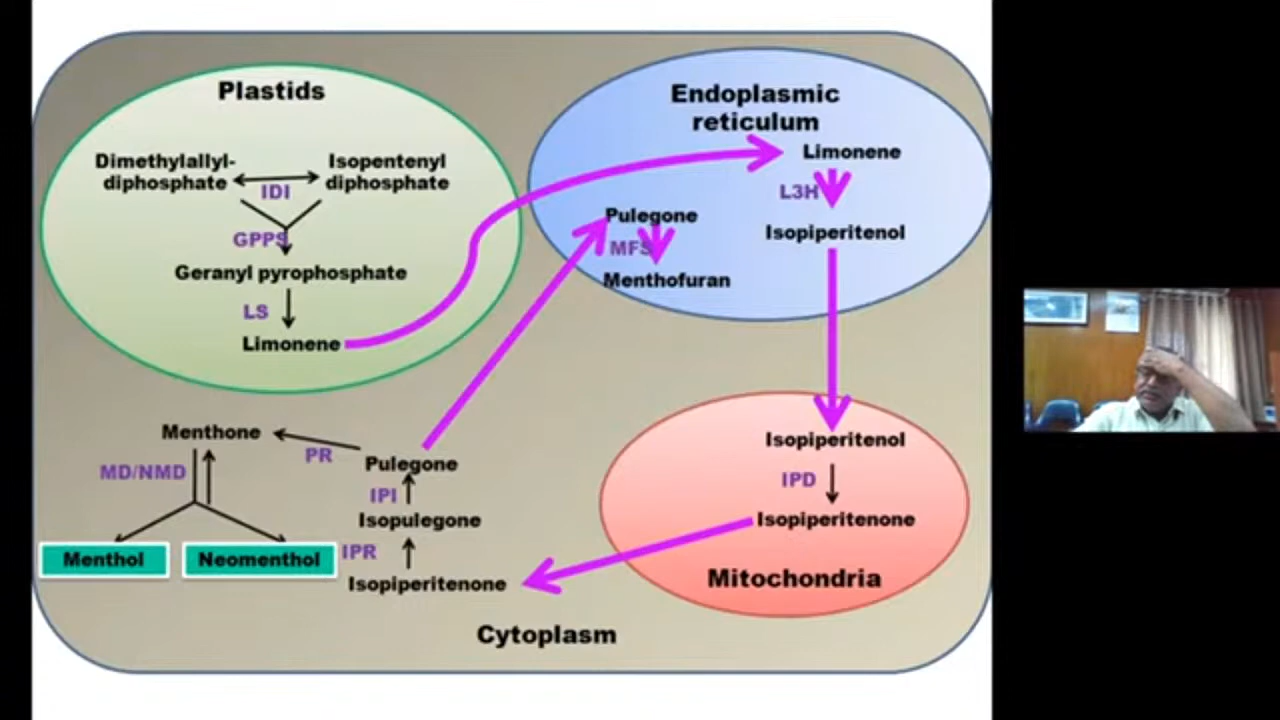 Plastids
Dimethylallyl-
diphosphate
Isopentenyl
diphosphate
IDI
GPPS
Geranyl pyrophosphate
LS
Limonene
Endoplasmic
reticulum
Limonene
L3H
Isopiperitenol
Pulegone
MFS
Menthofuran
Isopiperitenol
IPD
Isopiperitenone
Mitochondria
Menthone
PR
Pulegone
MD/NMD
IPI
Isopulegone
IPR
Isopiperitenone
Menthol
Neomenthol
Cytoplasm